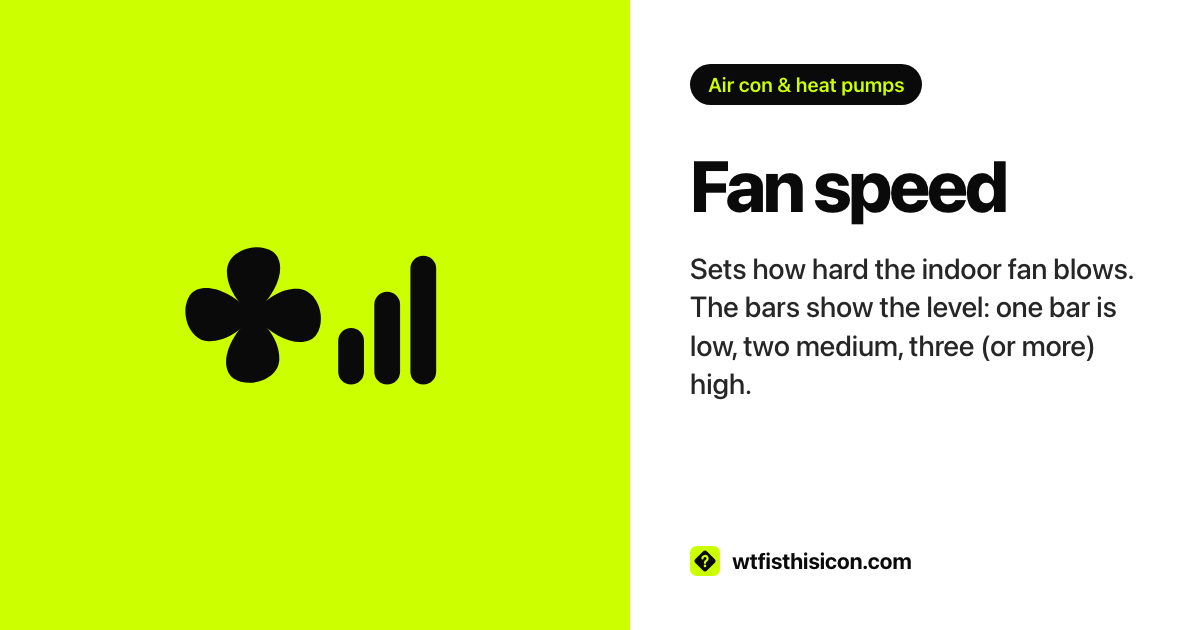 Air con & heat pumps
Fan speed
Sets how hard the indoor fan blows.
The bars show the level: one bar is
low, two medium, three (or more)
high.
?
wtfisthisicon.com